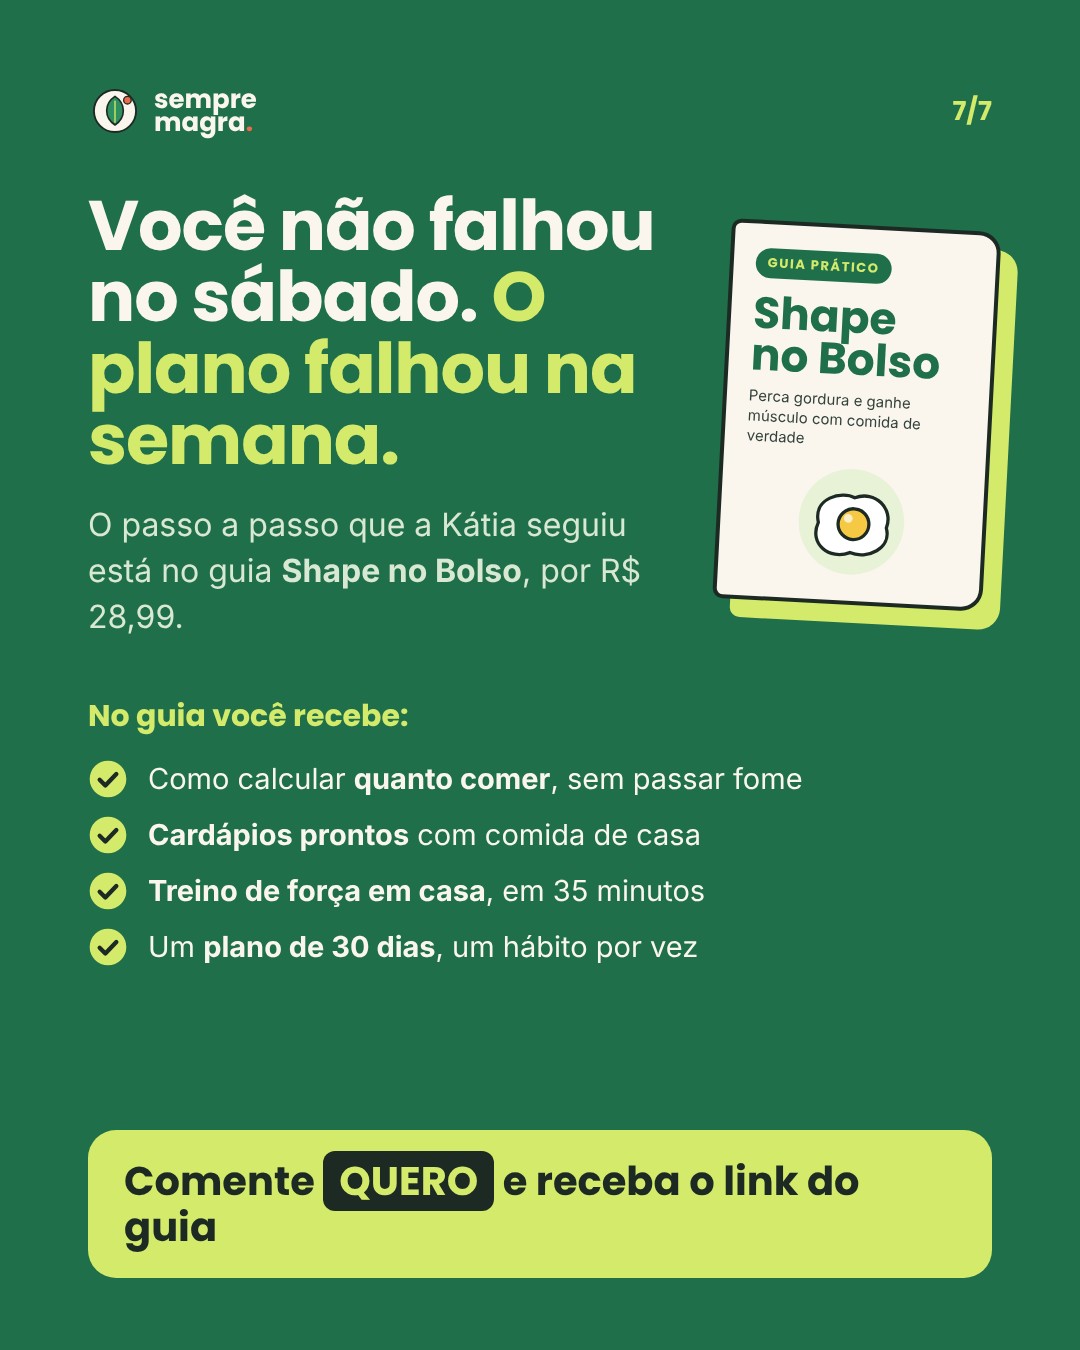 sempre
magra.
7/7
Você não falhou
no sábado. O
plano falhou na
semana.
O passo a passo que a Kátia seguiu
está no guia Shape no Bolso, por R$
28,99.
GUIA PRÁTICO
Shape
no Bolso
Perca gordura e ganhe
músculo com comida de
verdade
No guia você recebe:
Como calcular quanto comer, sem passar fome
Cardápios prontos com comida de casa
Treino de força em casa, em 35 minutos
Um plano de 30 dias, um hábito por vez
Comente QUERO e receba o link do
guia